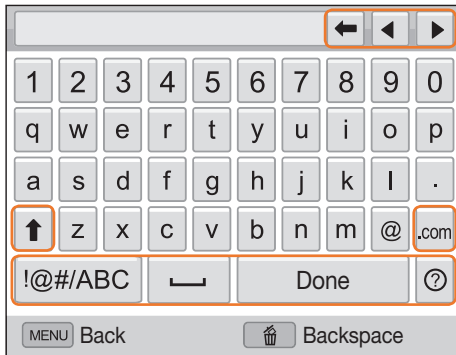 1 2 3 4 5 6 7 8 9 0
q w e r t y u i o p
a s d f g h j k l .
z x c v b n m @ .com
!@#/ABC Done ?
MENU Back Backspace